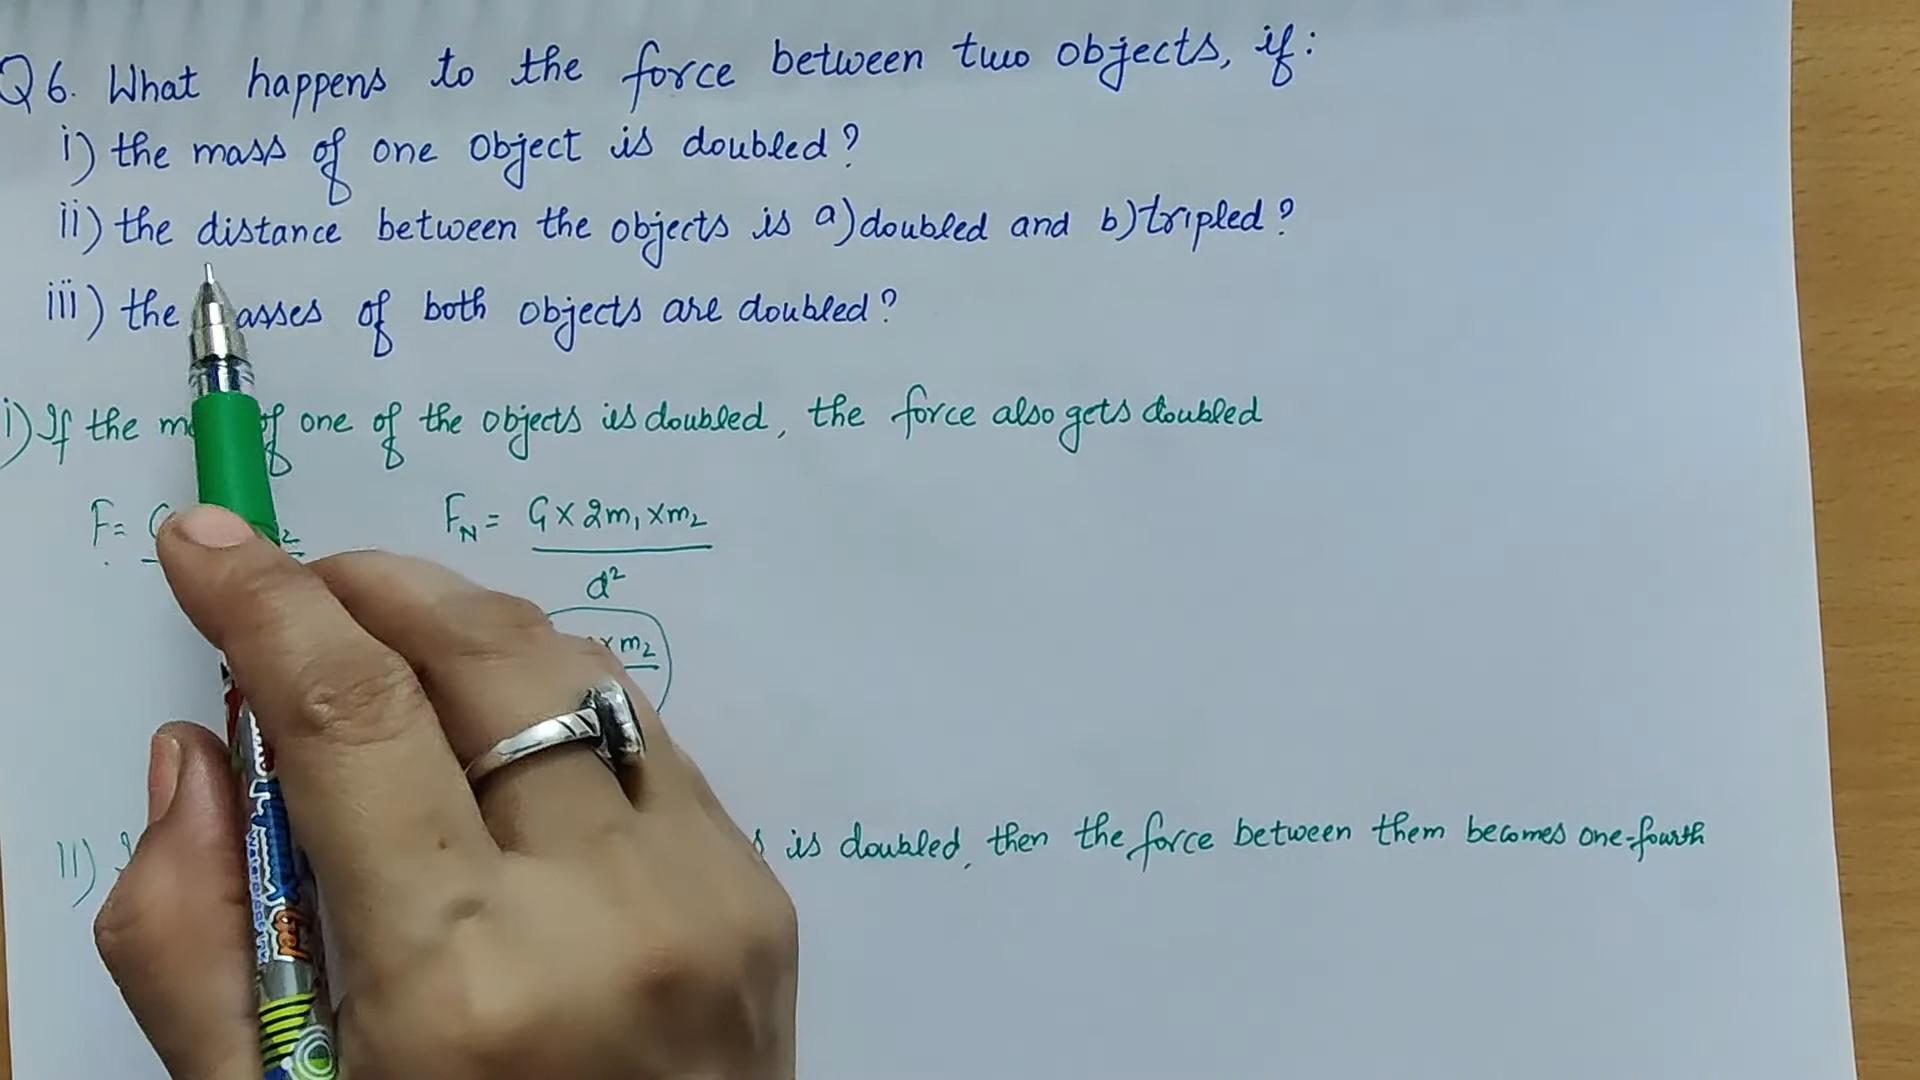 Q6. What happens to the force between two objects, if:
i) the mass of one object is doubled?
ii) the distance between the objects is a) doubled and b) tripled?
iii) the asses of both objects are doubled?
i) If the m of one of the objects is doubled, the force also gets doubled
F= 2 F_N = G x 2m₁ x m₂
d²
x m₂
II) is doubled, then the force between them becomes one-fourth
Gel